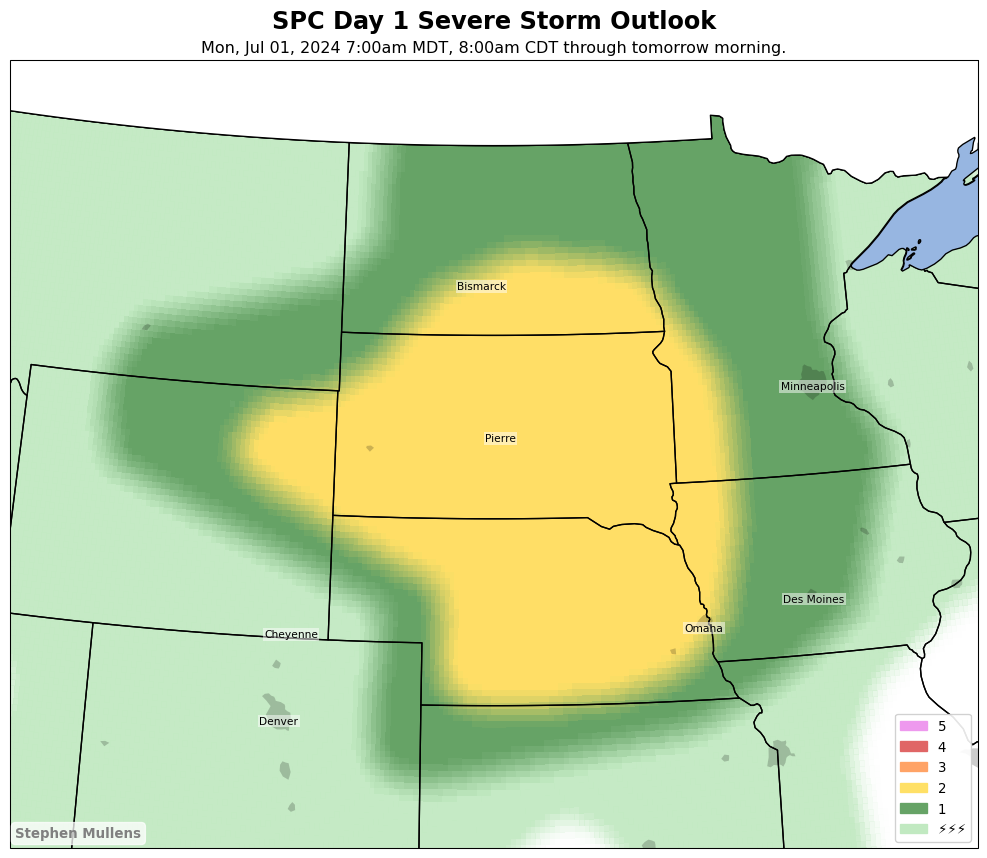 SPC Day 1 Severe Storm Outlook
Mon, Jul 01, 2024 7:00am MDT, 8:00am CDT through tomorrow morning.
Bismarck
Minneapolis
Pierre
Des Moines
Omaha
Cheyenne
Denver
5
4
3
2
1
⚡⚡⚡
Stephen Mullens